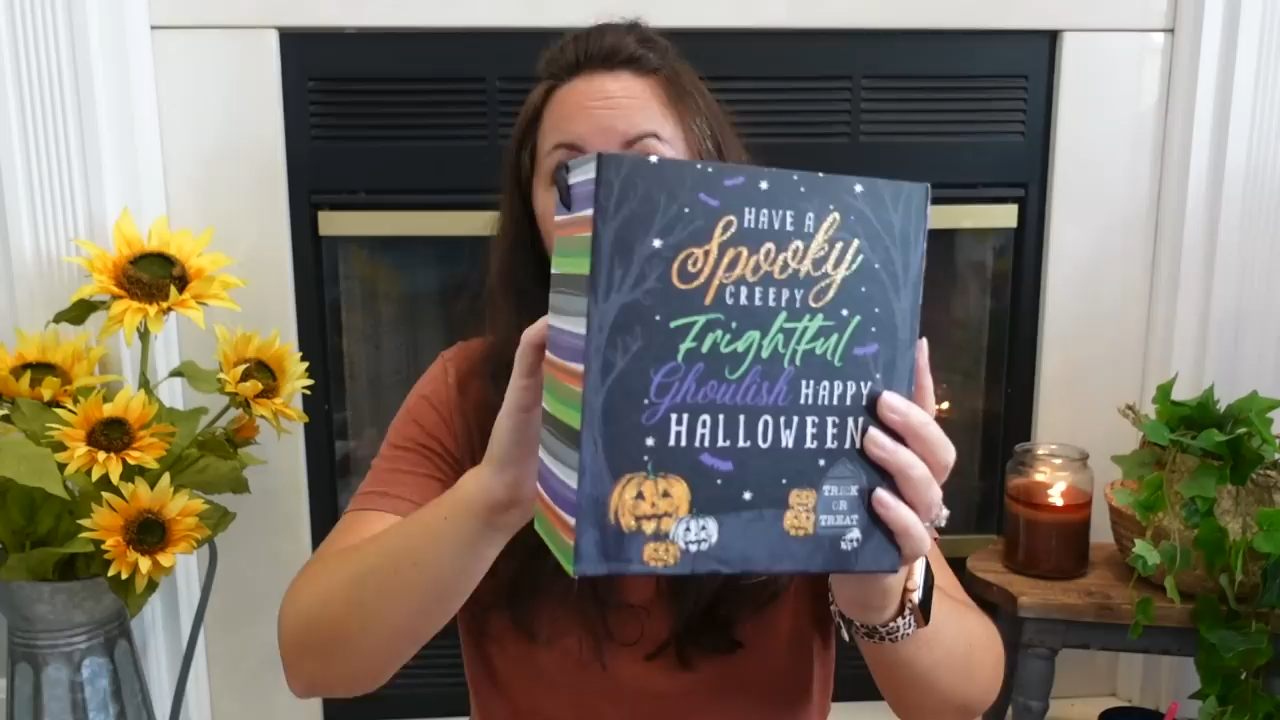 HAVE A
Spooky
CREEPY
Frightful
Ghoulish HAPPY
HALLOWEEN
TRICK
OR
TREAT